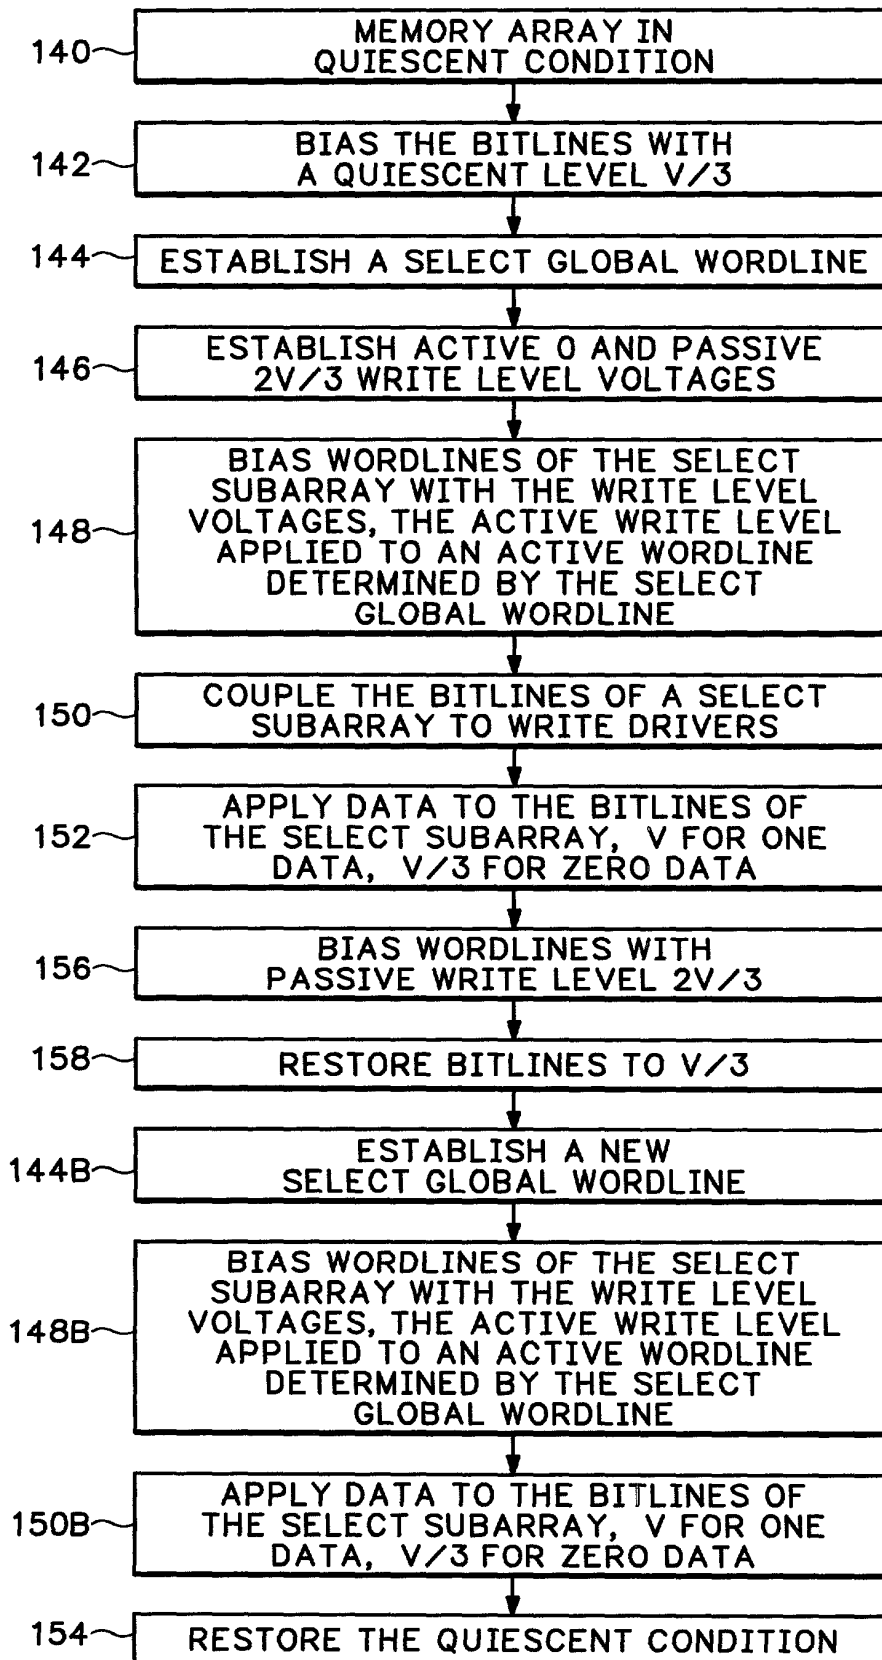 140
MEMORY ARRAY IN
QUIESCENT CONDITION
142
BIAS THE BITLINES WITH
A QUIESCENT LEVEL V/3
144
ESTABLISH A SELECT GLOBAL WORDLINE
146
ESTABLISH ACTIVE 0 AND PASSIVE
2V/3 WRITE LEVEL VOLTAGES
148
BIAS WORDLINES OF THE SELECT
SUBARRAY WITH THE WRITE LEVEL
VOLTAGES, THE ACTIVE WRITE LEVEL
APPLIED TO AN ACTIVE WORDLINE
DETERMINED BY THE SELECT
GLOBAL WORDLINE
150
COUPLE THE BITLINES OF A SELECT
SUBARRAY TO WRITE DRIVERS
152
APPLY DATA TO THE BITLINES OF
THE SELECT SUBARRAY, V FOR ONE
DATA, V/3 FOR ZERO DATA
156
BIAS WORDLINES WITH
PASSIVE WRITE LEVEL 2V/3
158
RESTORE BITLINES TO V/3
144B
ESTABLISH A NEW
SELECT GLOBAL WORDLINE
148B
BIAS WORDLINES OF THE SELECT
SUBARRAY WITH THE WRITE LEVEL
VOLTAGES, THE ACTIVE WRITE LEVEL
APPLIED TO AN ACTIVE WORDLINE
DETERMINED BY THE SELECT
GLOBAL WORDLINE
150B
APPLY DATA TO THE BITLINES OF
THE SELECT SUBARRAY, V FOR ONE
DATA, V/3 FOR ZERO DATA
154
RESTORE THE QUIESCENT CONDITION